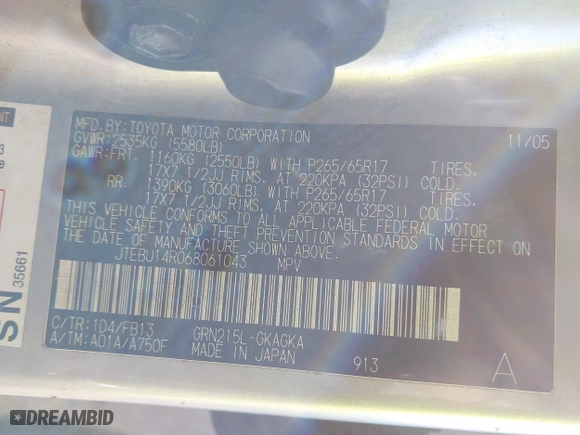 MFD.BY:TOYOTA MOTOR CORPORATION 11/05
GVWR:2535KG (5580LB)
GAWR:FRT. 1160KG (2550LB) WITH P265/65R17 TIRES.
17X7 1/2JJ RIMS, AT 220KPA (32PSI) COLD.
RR. 1390KG (3060LB) WITH P265/65R17 TIRES.
17X7 1/2JJ RIMS, AT 220KPA (32PSI) COLD.
THIS VEHICLE CONFORMS TO ALL APPLICABLE FEDERAL MOTOR
VEHICLE SAFETY AND THEFT PREVENTION STANDARDS IN EFFECT ON
THE DATE OF MANUFACTURE SHOWN ABOVE.
JTEBU14R068061043 MPV
C/TR:1D4/FB13 GRN215L-GKAGKA
A/TM:A01A/A750F MADE IN JAPAN 913 A
SN 35661
DREAMBID